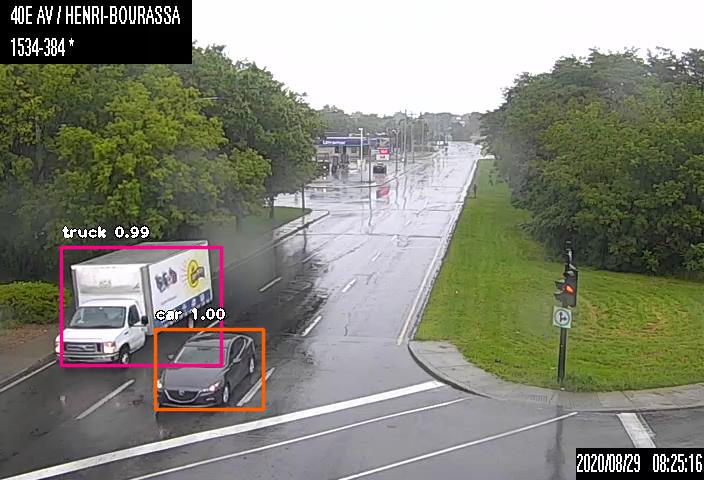 40E AV / HENRI-BOURASSA
1534-384 *
truck 0.99
car 1.00
2020/08/29 08:25:16